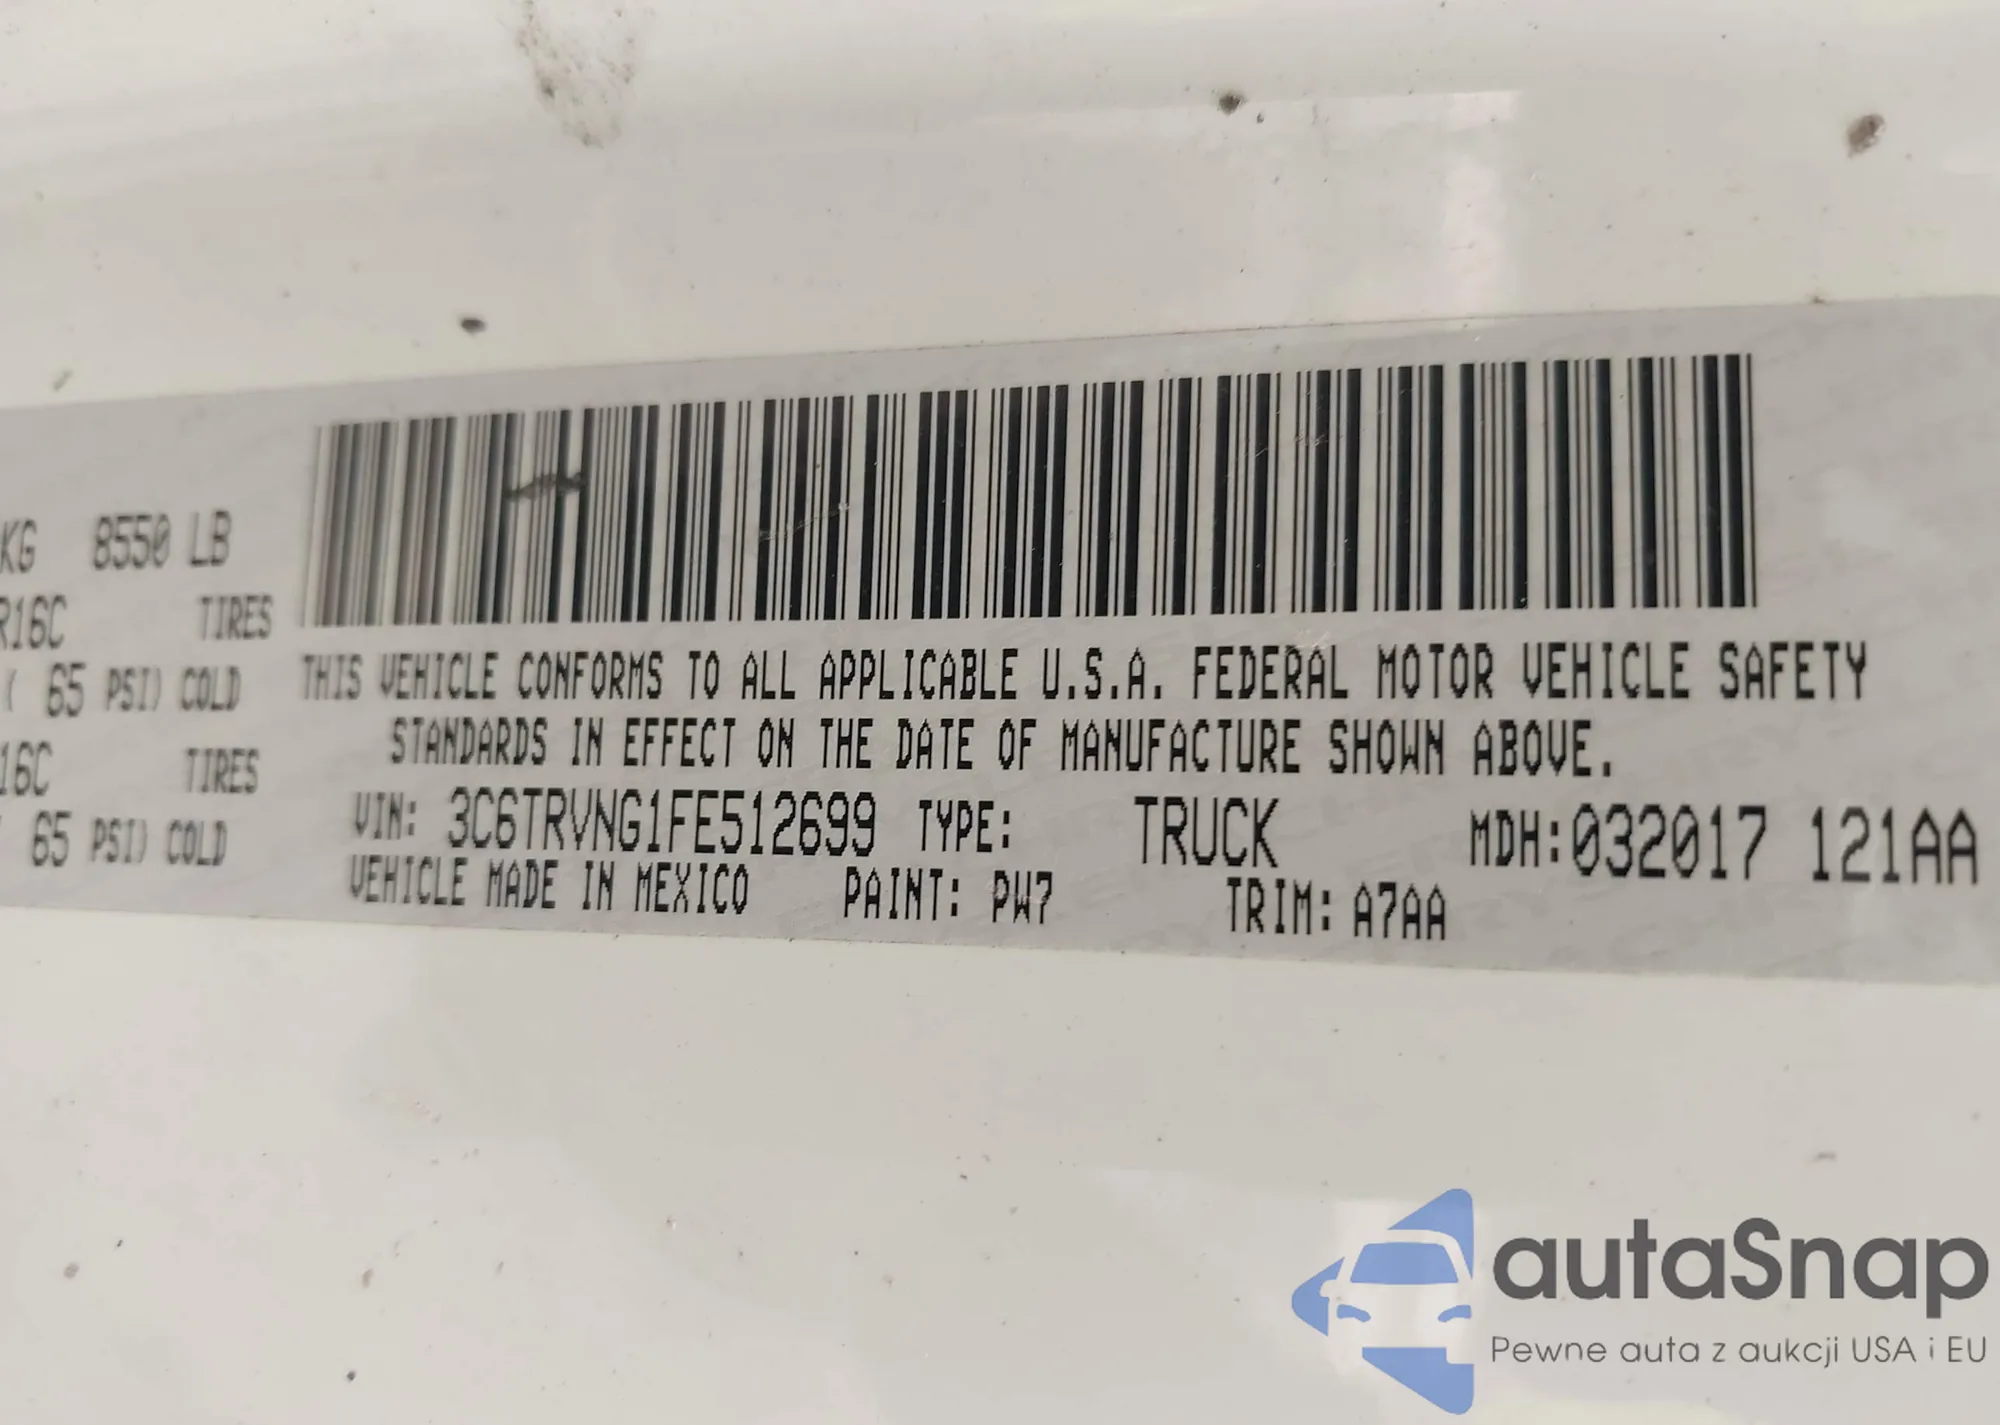 KG 8550 LB
R16C TIRES
( 65 PSI) COLD
16C TIRES
65 PSI) COLD
THIS VEHICLE CONFORMS TO ALL APPLICABLE U.S.A. FEDERAL MOTOR VEHICLE SAFETY
STANDARDS IN EFFECT ON THE DATE OF MANUFACTURE SHOWN ABOVE.
VIN: 3C6TRVNG1FE512699 TYPE: TRUCK MDH:032017 121AA
VEHICLE MADE IN MEXICO PAINT: PW7 TRIM: A7AA
autaSnap
Pewne auta z aukcji USA i EU